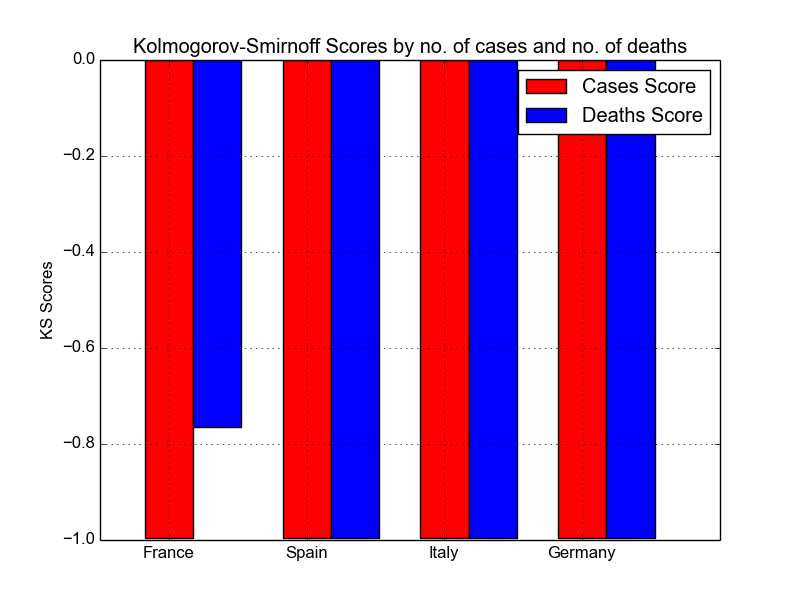 Kolmogorov-Smirnoff Scores by no. of cases and no. of deaths
0.0
Cases Score
Deaths Score
−0.2
−0.4
KS Scores
−0.6
−0.8
−1.0
France Spain Italy Germany